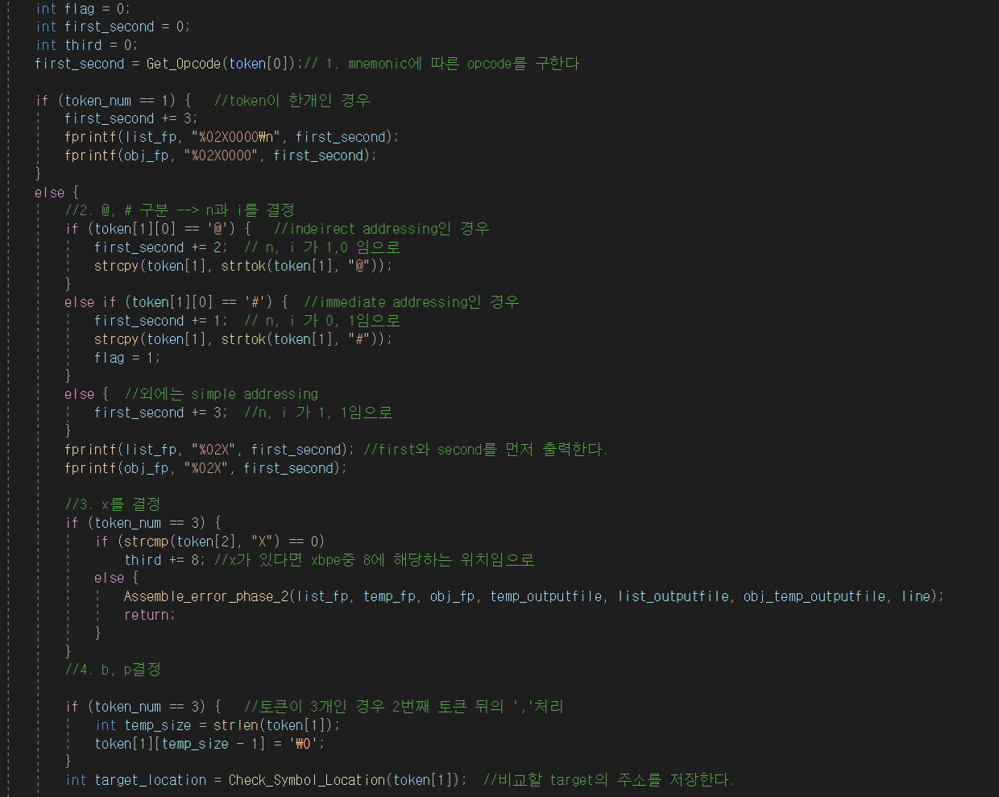 int flag = 0;
int first_second = 0;
int third = 0;
first_second = Get_Opcode(token[0]);// 1. mnemonic에 따른 opcode를 구한다
if (token_num == 1) { //token이 한개인 경우
first_second += 3;
fprintf(list_fp, "%02X0000₩n", first_second);
fprintf(obj_fp, "%02X0000", first_second);
}
else {
//2. @, # 구분 --> n과 i를 결정
if (token[1][0] == '@') { //indeirect addressing인 경우
first_second += 2; // n, i 가 1,0 임으로
strcpy(token[1], strtok(token[1], "@"));
}
else if (token[1][0] == '#') { //immediate addressing인 경우
first_second += 1; // n, i 가 0, 1임으로
strcpy(token[1], strtok(token[1], "#"));
flag = 1;
}
else { //외에는 simple addressing
first_second += 3; //n, i 가 1, 1임으로
}
fprintf(list_fp, "%02X", first_second); //first와 second를 먼저 출력한다.
fprintf(obj_fp, "%02X", first_second);
//3. x를 결정
if (token_num == 3) {
if (strcmp(token[2], "X") == 0)
third += 8; //x가 있다면 xbpe중 8에 해당하는 위치임으로
else {
Assemble_error_phase_2(list_fp, temp_fp, obj_fp, temp_outputfile, list_outputfile, obj_temp_outputfile, line);
return;
}
}
//4. b, p결정
if (token_num == 3) { //토큰이 3개인 경우 2번째 토큰 뒤의 ','처리
int temp_size = strlen(token[1]);
token[1][temp_size - 1] = '₩0';
}
int target_location = Check_Symbol_Location(token[1]); //비교할 target의 주소를 저장한다.